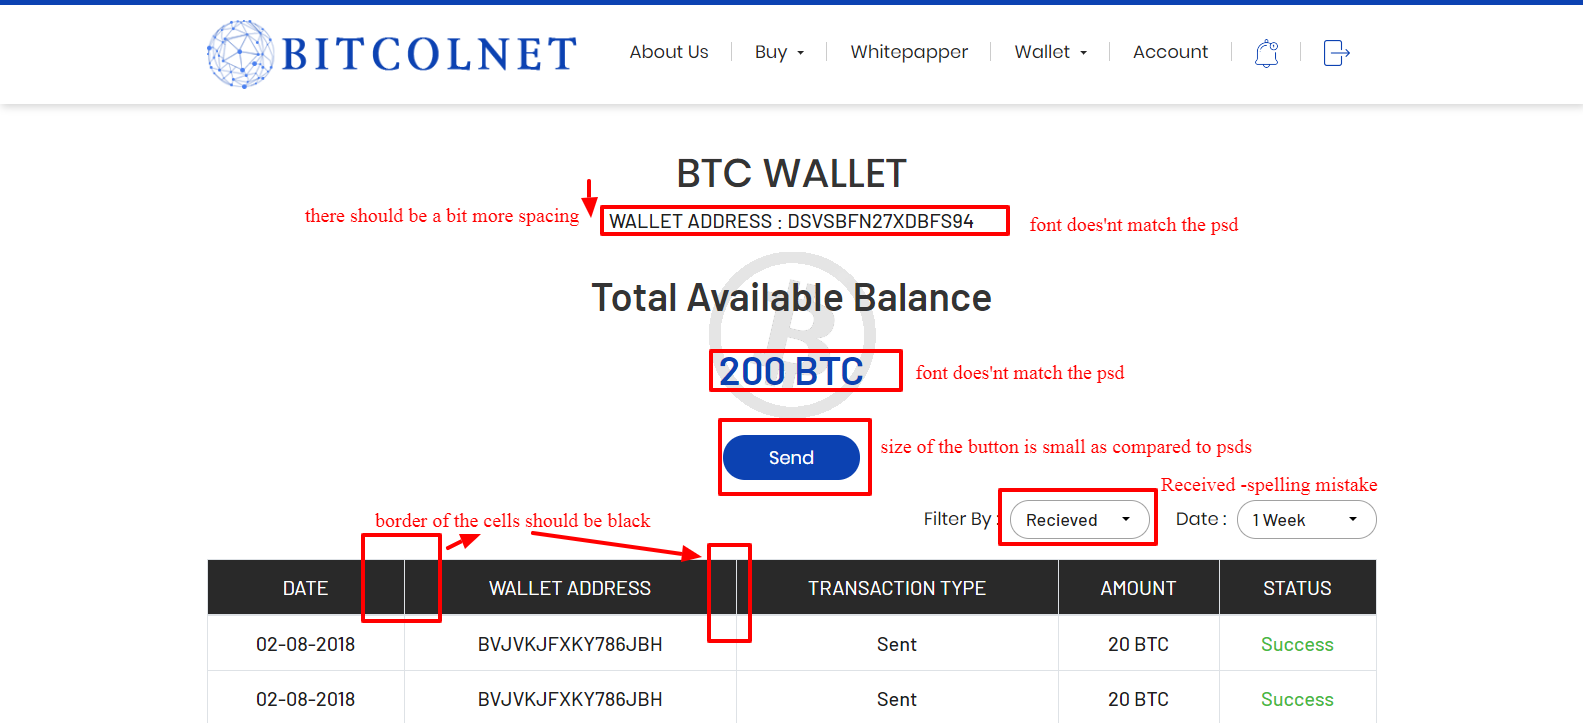 BITCOLNET About Us Buy Whitepapper Wallet Account
BTC WALLET
there should be a bit more spacing
WALLET ADDRESS : DSVSBFN27XDBFS94
font does'nt match the psd
Total Available Balance
200 BTC
font does'nt match the psd
Send
size of the button is small as compared to psds
Received -spelling mistake
Filter By : Recieved Date : 1 Week
border of the cells should be black
DATE WALLET ADDRESS TRANSACTION TYPE AMOUNT STATUS
02-08-2018 BVJVKJFXKY786JBH Sent 20 BTC Success
02-08-2018 BVJVKJFXKY786JBH Sent 20 BTC Success